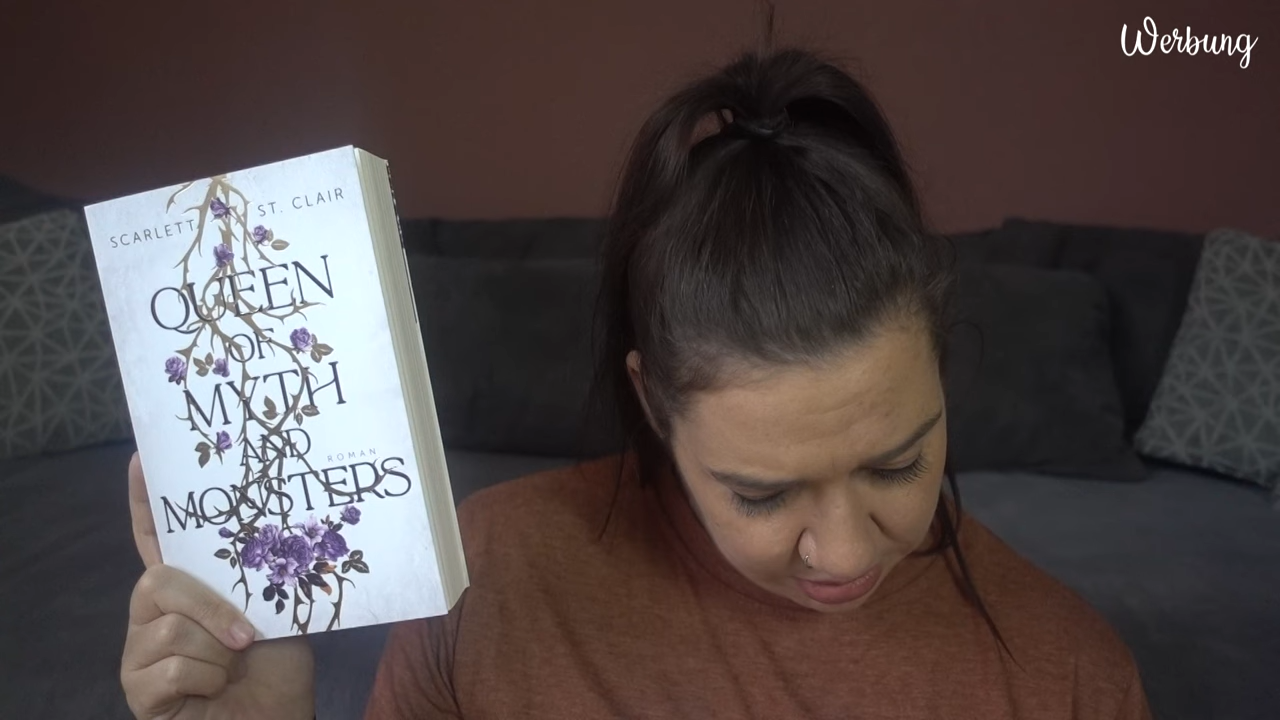 Werbung
SCARLETT ST. CLAIR
QUEEN
OF
MYTH
AND
ROMAN
MONSTERS